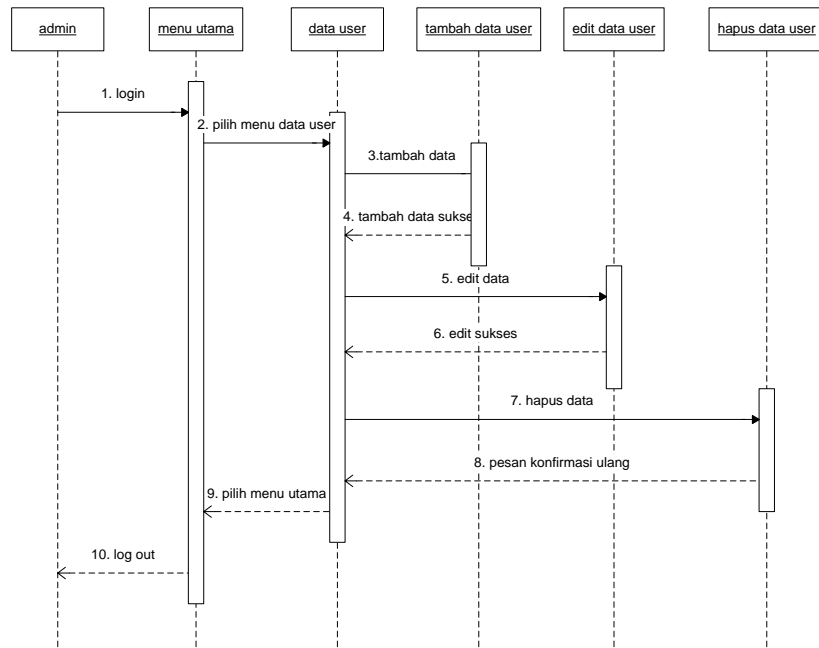 admin
menu utama
data user
tambah data user
edit data user
hapus data user
1. login
2. pilih menu data user
3.tambah data
4. tambah data sukse
5. edit data
6. edit sukses
7. hapus data
8. pesan konfirmasi ulang
9. pilih menu utama
10. log out